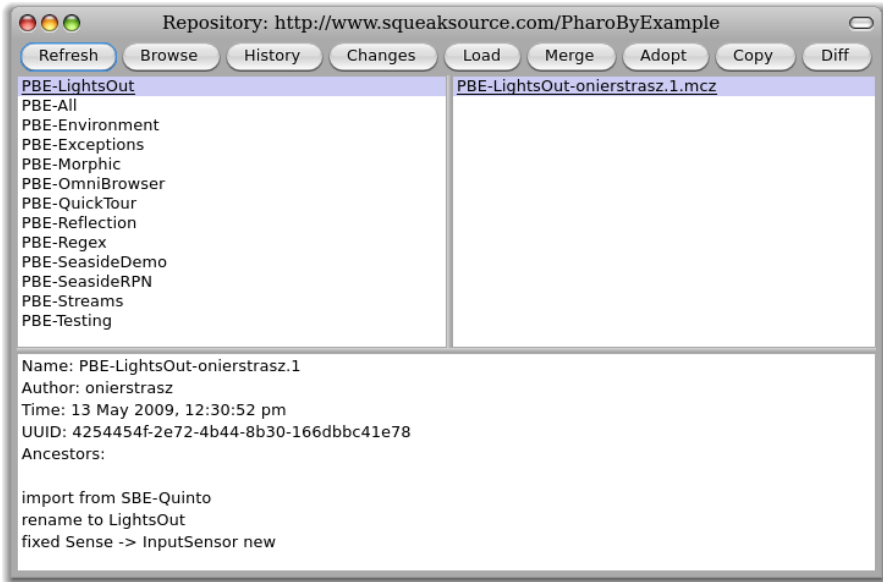 Repository: http://www.squeaksource.com/PharoByExample
Refresh Browse History Changes Load Merge Adopt Copy Diff
PBE-LightsOut
PBE-All
PBE-Environment
PBE-Exceptions
PBE-Morphic
PBE-OmniBrowser
PBE-QuickTour
PBE-Reflection
PBE-Regex
PBE-SeasideDemo
PBE-SeasideRPN
PBE-Streams
PBE-Testing
PBE-LightsOut-onierstrasz.1.mcz
Name: PBE-LightsOut-onierstrasz.1
Author: onierstrasz
Time: 13 May 2009, 12:30:52 pm
UUID: 4254454f-2e72-4b44-8b30-166dbbc41e78
Ancestors:
import from SBE-Quinto
rename to LightsOut
fixed Sense -> InputSensor new